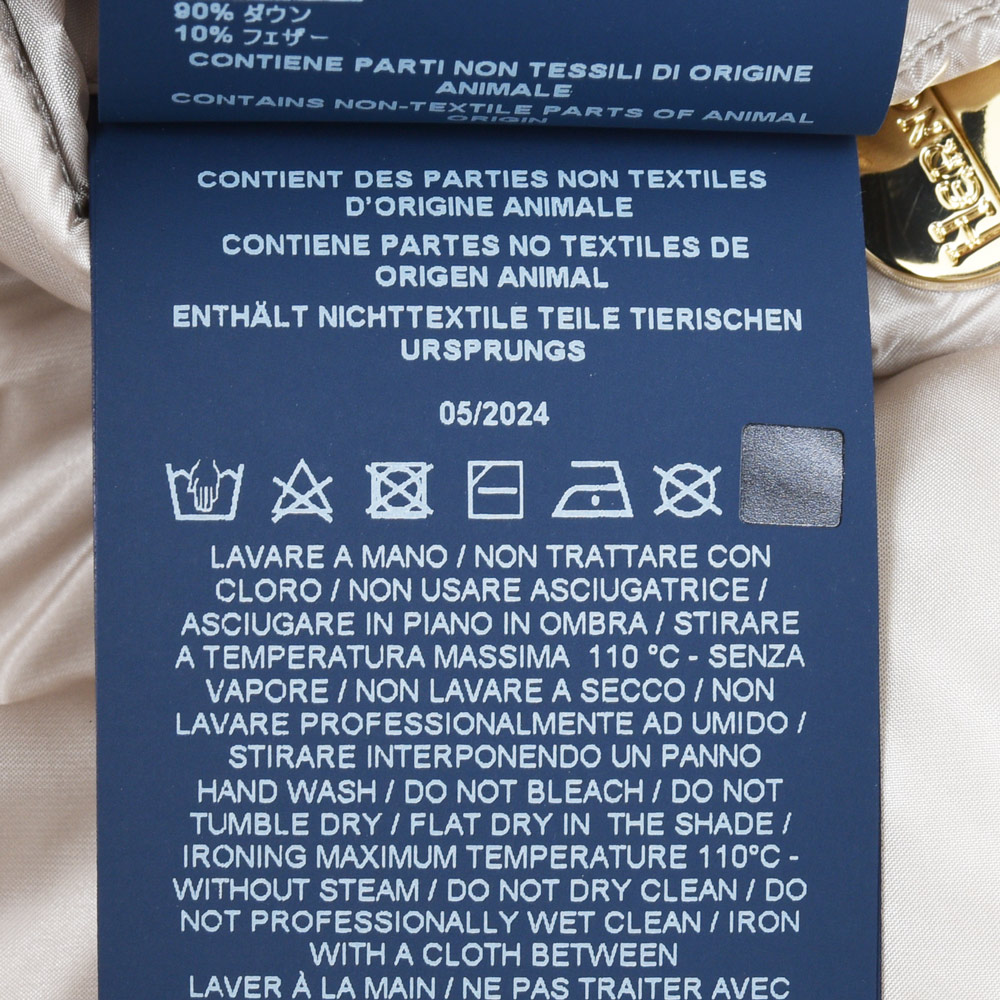 90% ダウン
10% フェザー
CONTIENE PARTI NON TESSILI DI ORIGINE
ANIMALE
CONTAINS NON-TEXTILE PARTS OF ANIMAL
ORIGIN
CONTIENT DES PARTIES NON TEXTILES
D'ORIGINE ANIMALE
CONTIENE PARTES NO TEXTILES DE
ORIGEN ANIMAL
ENTHÄLT NICHTTEXTILE TEILE TIERISCHEN
URSPRUNGS
05/2024
LAVARE A MANO / NON TRATTARE CON
CLORO / NON USARE ASCIUGATRICE /
ASCIUGARE IN PIANO IN OMBRA / STIRARE
A TEMPERATURA MASSIMA 110 °C - SENZA
VAPORE / NON LAVARE A SECCO / NON
LAVARE PROFESSIONALMENTE AD UMIDO /
STIRARE INTERPONENDO UN PANNO
HAND WASH / DO NOT BLEACH / DO NOT
TUMBLE DRY / FLAT DRY IN THE SHADE /
IRONING MAXIMUM TEMPERATURE 110°C -
WITHOUT STEAM / DO NOT DRY CLEAN / DO
NOT PROFESSIONALLY WET CLEAN / IRON
WITH A CLOTH BETWEEN
LAVER À LA MAIN / NE PAS TRAITER AVEC